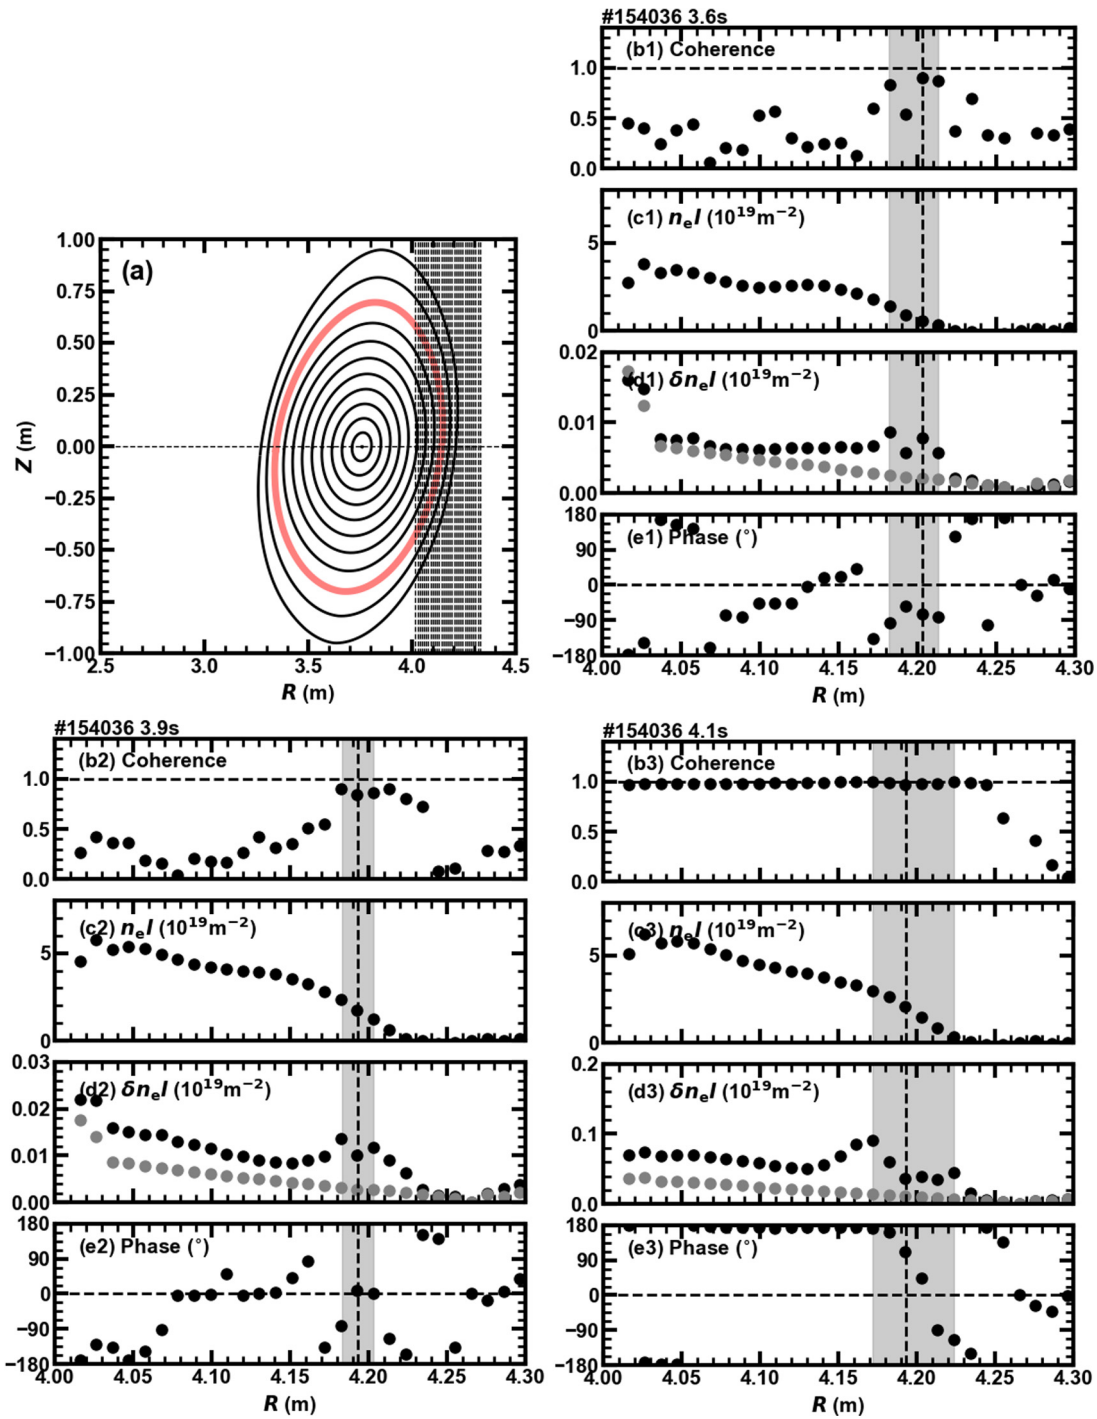 #154036 3.6s
(b1) Coherence
1.0
0.5
0.0
(c1) nₑl (10¹⁹m⁻²)
5
0
0.02
(d1) δnₑl (10¹⁹m⁻²)
0.01
0.00
180
(e1) Phase (°)
90
0
−90
−180
4.00 4.05 4.10 4.15 4.20 4.25 4.30
R (m)
1.00
(a)
0.75
0.50
0.25
0.00
−0.25
−0.50
−0.75
−1.00
Z (m)
2.5 3.0 3.5 4.0 4.5
R (m)
#154036 3.9s
(b2) Coherence
1.0
0.5
0.0
(c2) nₑl (10¹⁹m⁻²)
5
0
0.03
(d2) δnₑl (10¹⁹m⁻²)
0.02
0.01
0.00
180
(e2) Phase (°)
90
0
−90
−180
4.00 4.05 4.10 4.15 4.20 4.25 4.30
R (m)
#154036 4.1s
(b3) Coherence
1.0
0.5
0.0
(c3) nₑl (10¹⁹m⁻²)
5
0
0.2
(d3) δnₑl (10¹⁹m⁻²)
0.1
0.0
180
(e3) Phase (°)
90
0
−90
−180
4.00 4.05 4.10 4.15 4.20 4.25 4.30
R (m)